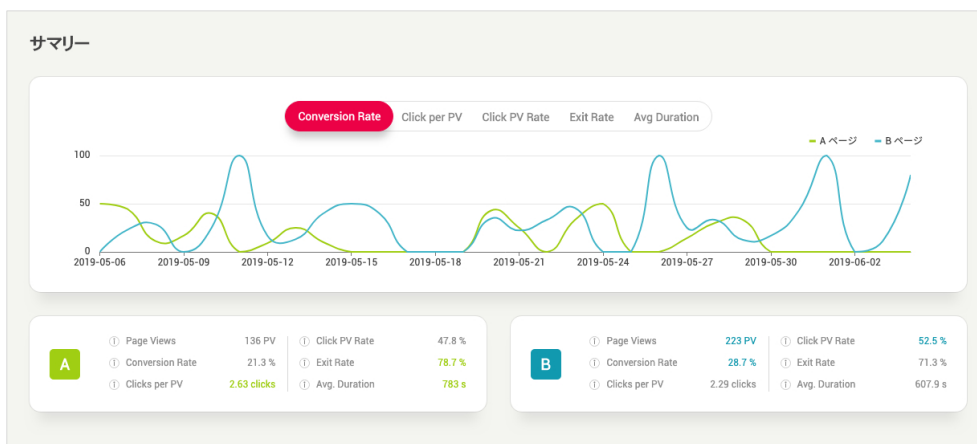 サマリー
Conversion Rate Click per PV Click PV Rate Exit Rate Avg Duration
A ページ B ページ
100
50
0
2019-05-06 2019-05-09 2019-05-12 2019-05-15 2019-05-18 2019-05-21 2019-05-24 2019-05-27 2019-05-30 2019-06-02
A
Page Views 136 PV Click PV Rate 47.8 %
Conversion Rate 21.3 % Exit Rate 78.7 %
Clicks per PV 2.63 clicks Avg. Duration 783 s
B
Page Views 223 PV Click PV Rate 52.5 %
Conversion Rate 28.7 % Exit Rate 71.3 %
Clicks per PV 2.29 clicks Avg. Duration 607.9 s